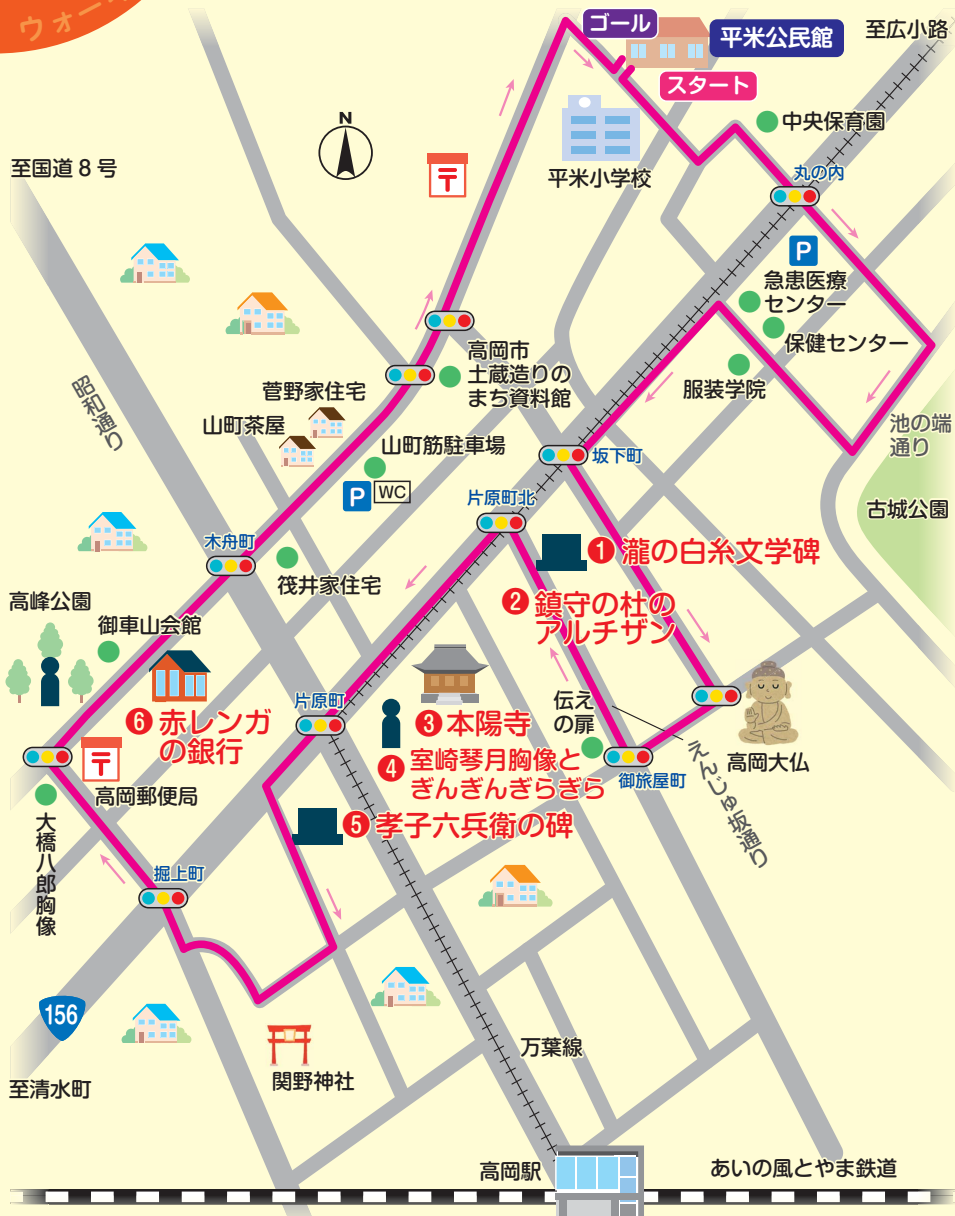 ウォー
ゴール
平米公民館
スタート
至広小路
中央保育園
N
至国道8号
〒
平米小学校
丸の内
P
急患医療
センター
保健センター
高岡市
土蔵造りの
まち資料館
服装学院
菅野家住宅
昭和通り
山町茶屋
山町筋駐車場
P
WC
池の端
通り
坂下町
片原町北
古城公園
木舟町
❶瀧の白糸文学碑
筏井家住宅
❷鎮守の杜の
アルチザン
高峰公園
御車山会館
片原町
伝え
の扉
❻赤レンガ
の銀行
❸本陽寺
❹室崎琴月胸像と
ぎんぎんぎらぎら
〒
高岡郵便局
高岡大仏
御旅屋町
えんじゅ坂通り
❺孝子六兵衛の碑
大橋八郎胸像
掘上町
156
万葉線
関野神社
至清水町
高岡駅
あいの風とやま鉄道